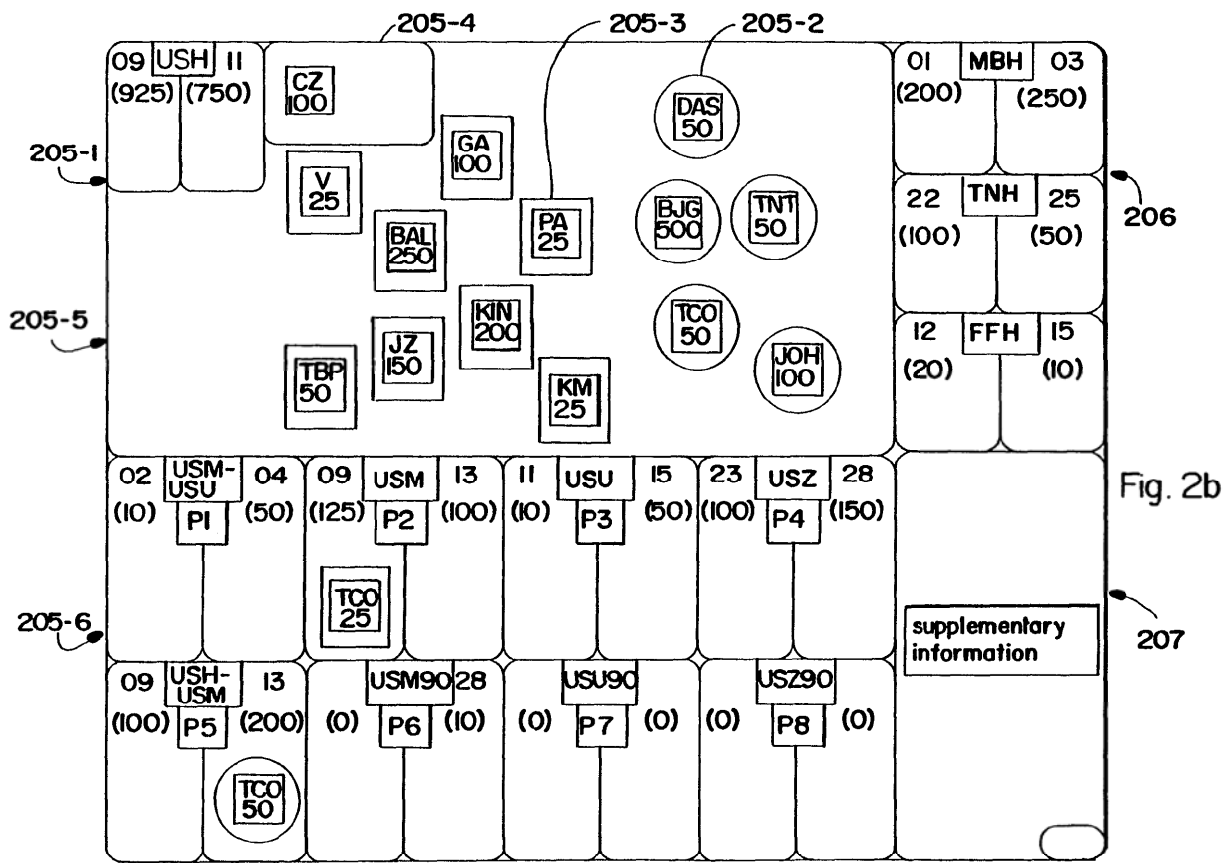 205-4
205-3
205-2
09 USH 11
(925) (750)
CZ
100
DAS
50
01 MBH 03
(200) (250)
GA
100
205-1
V
25
BAL
250
PA
25
BJG
500
TNT
50
22 TNH 25
(100) (50)
206
205-5
KIN
200
TCO
50
JZ
150
TBP
50
KM
25
JOH
100
12 FFH 15
(20) (10)
02 USM-
USU 04
(10) P1 (50)
09 USM 13
(125) P2 (100)
11 USU 15
(10) P3 (50)
23 USZ 28
(100) P4 (150)
Fig. 2b
TCO
25
205-6
supplementary
information
207
09 USH-
USM 13
(100) P5 (200)
USM90 28
(0) P6 (10)
USU90
(0) P7 (0)
USZ90
(0) P8 (0)
TCO
50